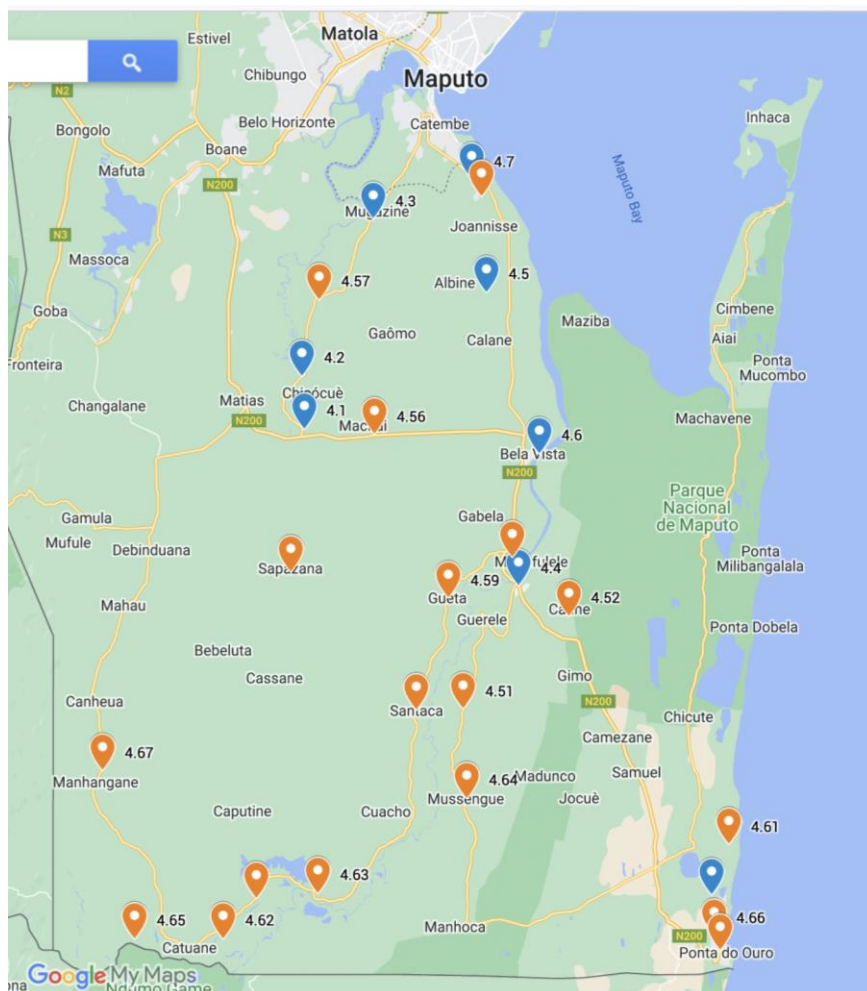 Matola
Estivel
Chibungo
N2
Maputo
Belo Horizonte
Catembe
Inhaca
Bongolo
Boane
Mafuta
4.7
Maputo Bay
N200
4.3
Mugazine
N3
Joannisse
Massoca
4.5
4.57
Albine
Goba
Cimbene
Maziba
Gaômo
Calane
Aiai
Fronteira
4.2
Ponta
Mucombo
Chicócuè
Matias
Changalane
4.1
4.56
Machavene
N200
4.6
Bela Vista
N200
Parque
Nacional
de Maputo
Gamula
Gabela
Mufule
Debinduana
Ponta
Milibangalala
Sapazana
4.4
4.59
Gueta
4.52
Mahau
Guerele
Ponta Dobela
Bebeluta
Cassane
Gimo
Canheua
4.51
N200
Santaca
Chicute
Camezane
4.67
Manhangane
4.64
Madunco
Samuel
Mussengue
Jocuè
Caputine
Cuacho
4.61
4.63
4.65
4.62
4.66
Catuane
Manhoca
N200
Ponta do Ouro
Google My Maps